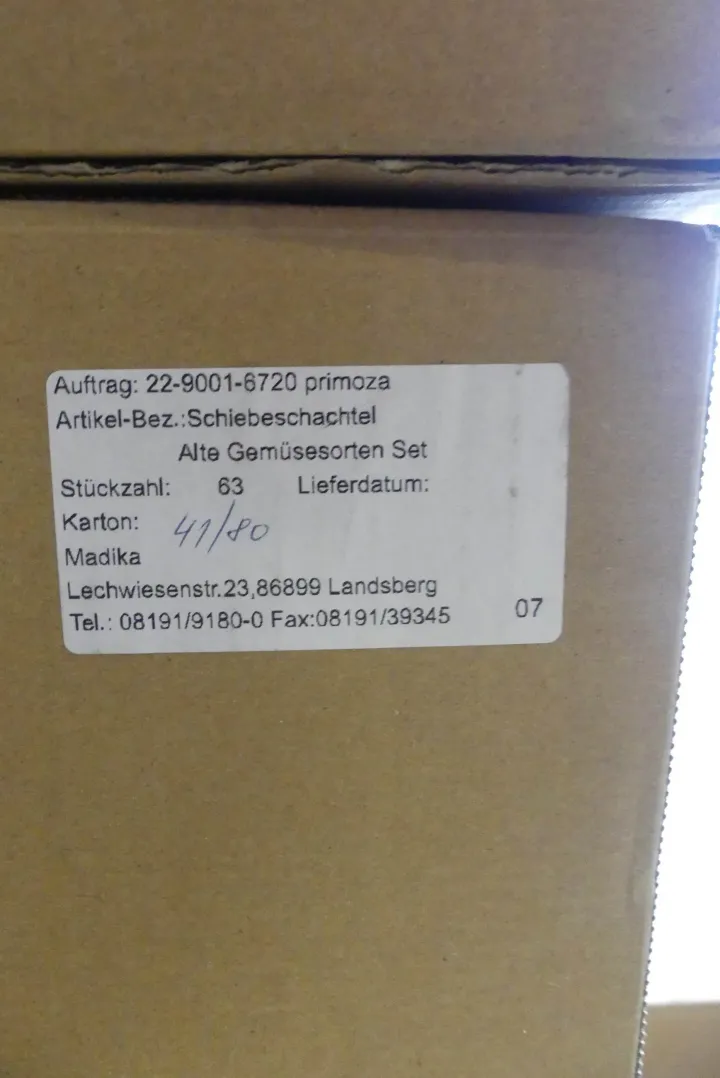 Auftrag: 22-9001-6720 primoza
Artikel-Bez.:Schiebeschachtel
Alte Gemüsesorten Set
Stückzahl: 63 Lieferdatum:
Karton: 41/80
Madika
Lechwiesenstr.23,86899 Landsberg
Tel.: 08191/9180-0 Fax:08191/39345 07